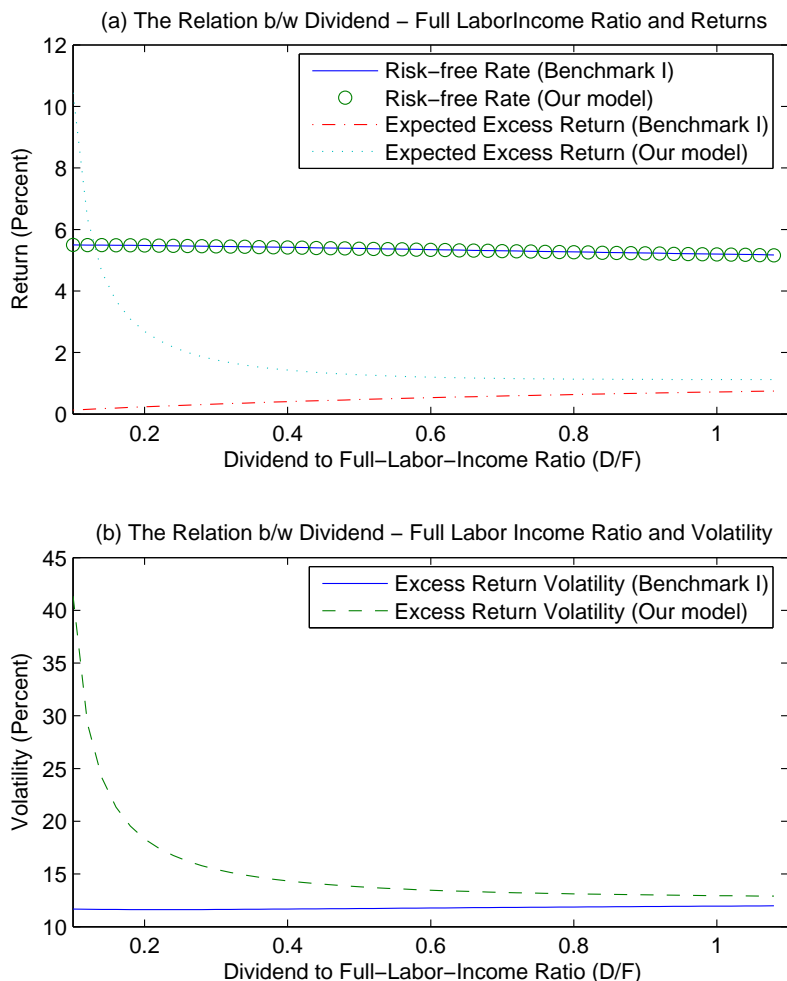 (a) The Relation b/w Dividend − Full LaborIncome Ratio and Returns
12
10
8
6
4
2
0
Return (Percent)
Risk−free Rate (Benchmark I)
Risk−free Rate (Our model)
Expected Excess Return (Benchmark I)
Expected Excess Return (Our model)
0.2 0.4 0.6 0.8 1
Dividend to Full−Labor−Income Ratio (D/F)
(b) The Relation b/w Dividend − Full Labor Income Ratio and Volatility
45
40
35
30
25
20
15
10
Volatility (Percent)
Excess Return Volatility (Benchmark I)
Excess Return Volatility (Our model)
0.2 0.4 0.6 0.8 1
Dividend to Full−Labor−Income Ratio (D/F)